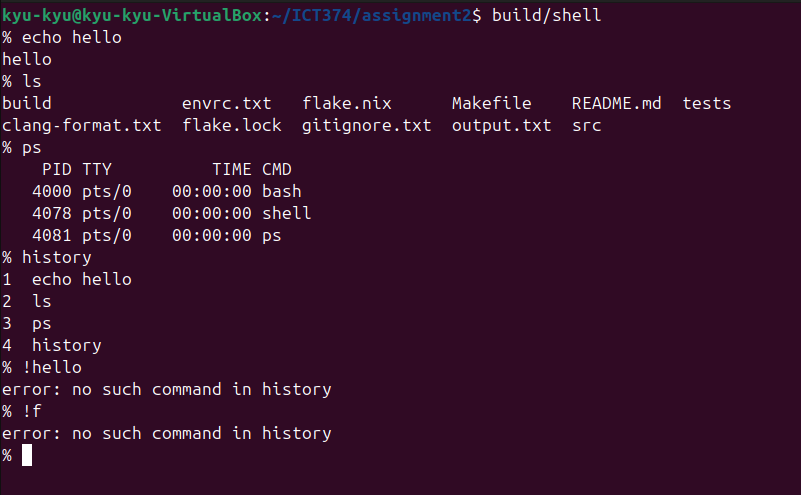 kyu-kyu@kyu-kyu-VirtualBox:~/ICT374/assignment2$ build/shell
% echo hello
hello
% ls
build             envrc.txt   flake.nix      Makefile    README.md  tests
clang-format.txt  flake.lock  gitignore.txt  output.txt  src
% ps
    PID TTY          TIME CMD
   4000 pts/0    00:00:00 bash
   4078 pts/0    00:00:00 shell
   4081 pts/0    00:00:00 ps
% history
1  echo hello
2  ls
3  ps
4  history
% !hello
error: no such command in history
% !f
error: no such command in history
%